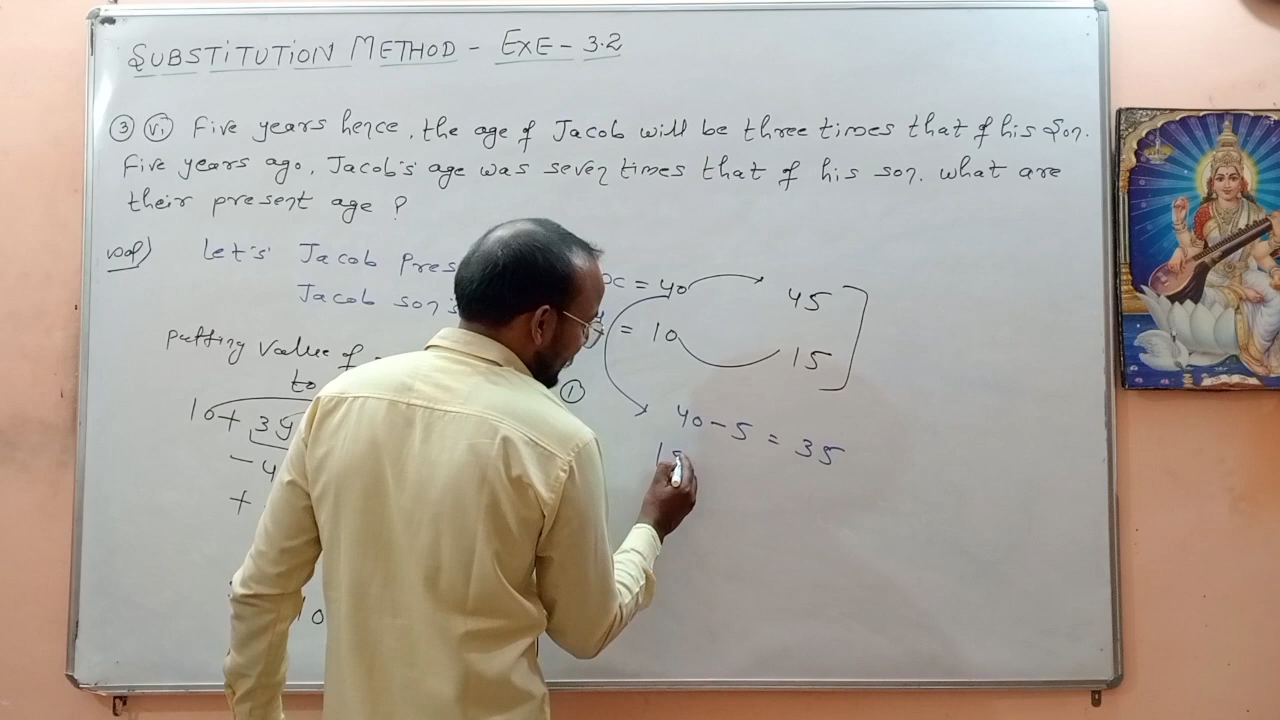 SUBSTITUTION METHOD - EXE - 3.2
③ (vi) Five years hence, the age of Jacob will be three times that of his son.
Five years ago, Jacob's age was seven times that of his son. what are
their present age ?
Sol)
Let's Jacob Pres
Jacob son's
x = 40
45
= 10
15
putting value of
to
①
10 + 3y
- 4
+
40 - 5 = 35
10
10